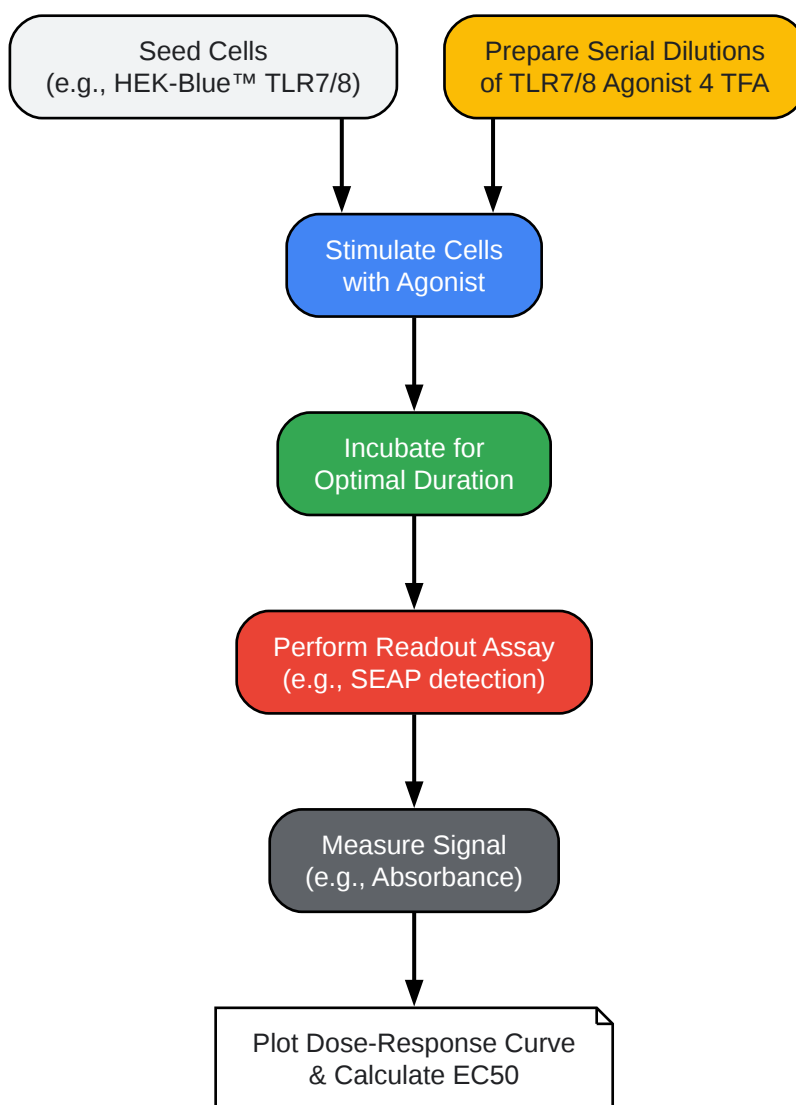 Seed Cells
(e.g., HEK-Blue™ TLR7/8)
Prepare Serial Dilutions
of TLR7/8 Agonist 4 TFA
Stimulate Cells
with Agonist
Incubate for
Optimal Duration
Perform Readout Assay
(e.g., SEAP detection)
Measure Signal
(e.g., Absorbance)
Plot Dose-Response Curve
& Calculate EC50